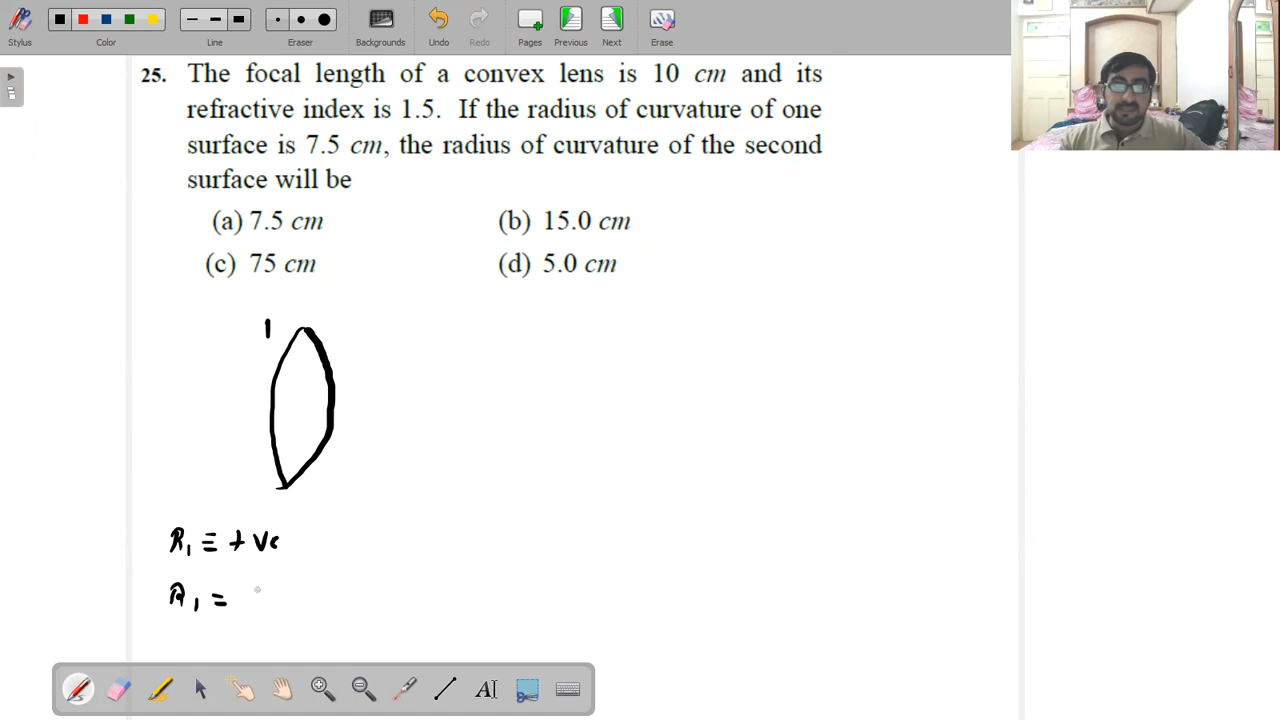 Stylus
Color
Line
Eraser
Backgrounds
Undo
Redo
Pages
Previous
Next
Erase
25. The focal length of a convex lens is 10 cm and its
refractive index is 1.5. If the radius of curvature of one
surface is 7.5 cm, the radius of curvature of the second
surface will be
(a) 7.5 cm (b) 15.0 cm
(c) 75 cm (d) 5.0 cm
1
R₁ ≡ +ve
R₁ =
A